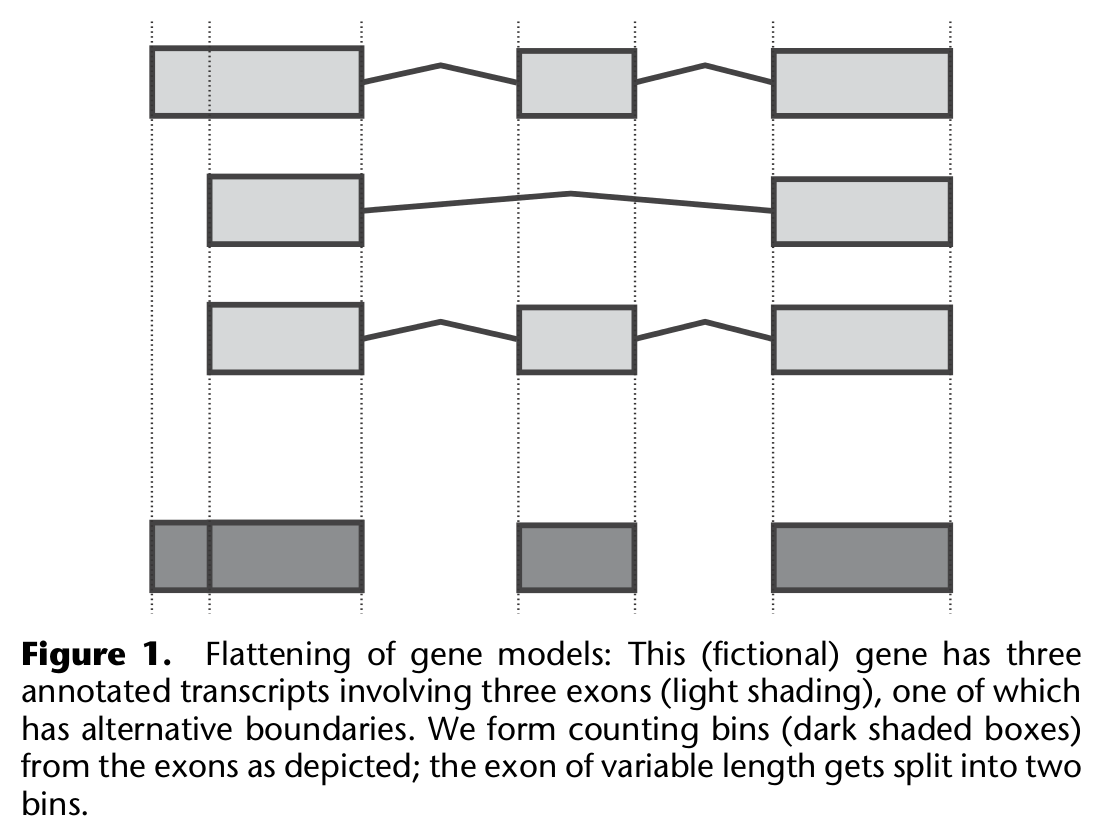 Figure 1. Flattening of gene models: This (fictional) gene has three
annotated transcripts involving three exons (light shading), one of which
has alternative boundaries. We form counting bins (dark shaded boxes)
from the exons as depicted; the exon of variable length gets split into two
bins.